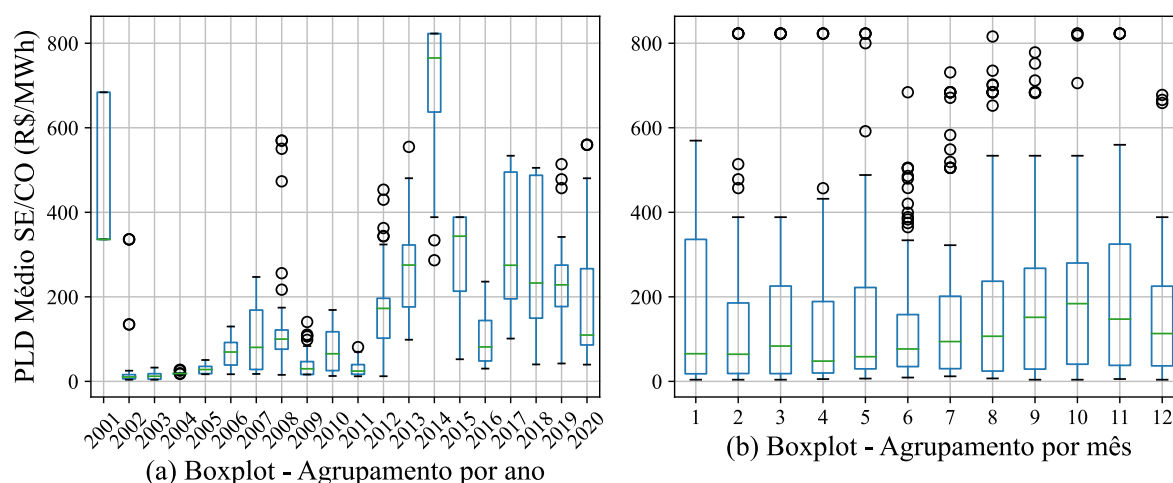 PLD Médio SE/CO (R$/MWh)
800
600
400
200
0
2001 2002 2003 2004 2005 2006 2007 2008 2009 2010 2011 2012 2013 2014 2015 2016 2017 2018 2019 2020
(a) Boxplot - Agrupamento por ano
800
600
400
200
0
1 2 3 4 5 6 7 8 9 10 11 12
(b) Boxplot - Agrupamento por mês